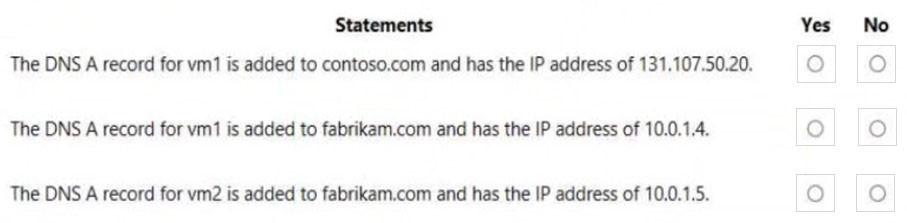 Statements Yes No
The DNS A record for vm1 is added to contoso.com and has the IP address of 131.107.50.20.
The DNS A record for vm1 is added to fabrikam.com and has the IP address of 10.0.1.4.
The DNS A record for vm2 is added to fabrikam.com and has the IP address of 10.0.1.5.